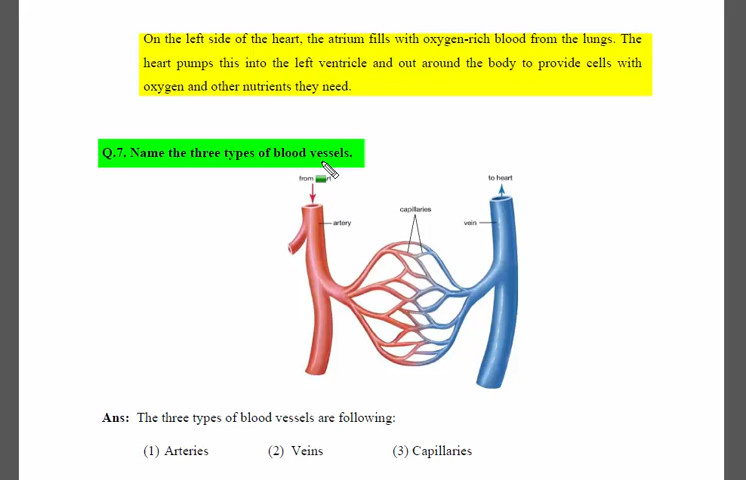 On the left side of the heart, the atrium fills with oxygen-rich blood from the lungs. The
heart pumps this into the left ventricle and out around the body to provide cells with
oxygen and other nutrients they need.
Q.7. Name the three types of blood vessels.
from
to heart
capillaries
artery
vein
Ans: The three types of blood vessels are following:
(1) Arteries (2) Veins (3) Capillaries